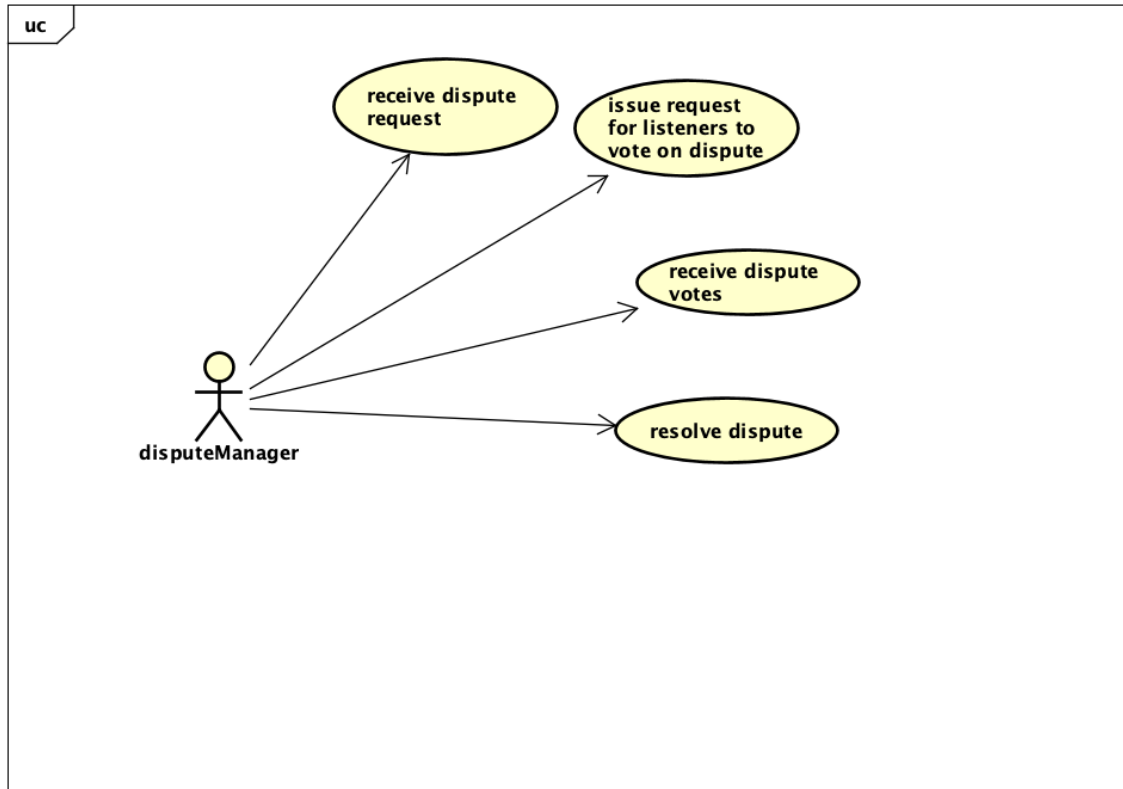 uc
receive dispute
request
issue request
for listeners to
vote on dispute
receive dispute
votes
resolve dispute
disputeManager